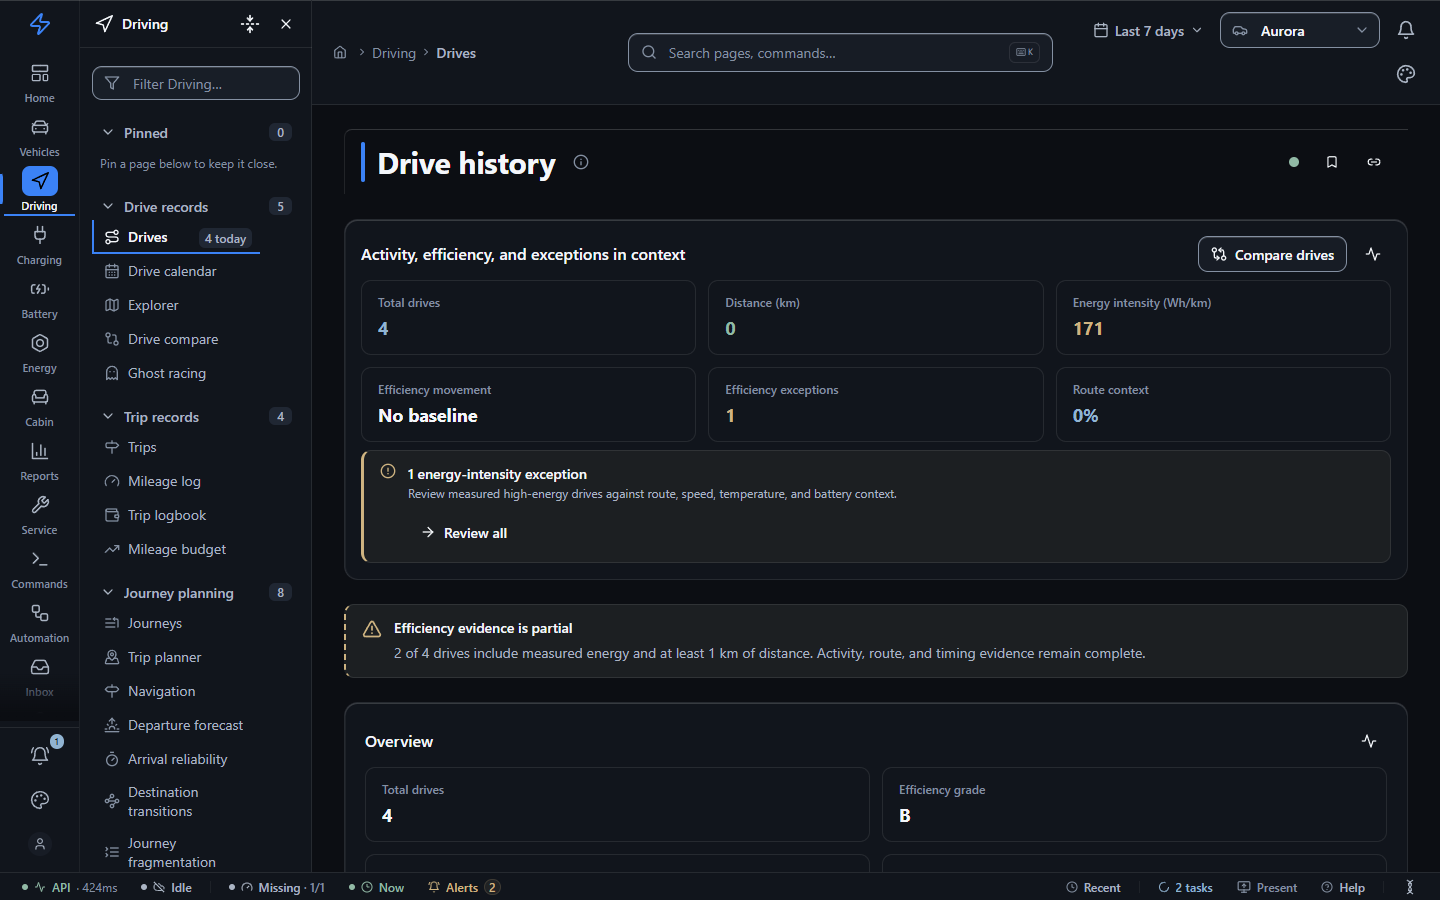 Home
Vehicles
Driving
Charging
Battery
Energy
Cabin
Reports
Service
Commands
Automation
Inbox
1
Driving
Filter Driving...
Pinned 0
Pin a page below to keep it close.
Drive records 5
Drives 4 today
Drive calendar
Explorer
Drive compare
Ghost racing
Trip records 4
Trips
Mileage log
Trip logbook
Mileage budget
Journey planning 8
Journeys
Trip planner
Navigation
Departure forecast
Arrival reliability
Destination
transitions
Journey
fragmentation
Driving Drives
Search pages, commands... K
Last 7 days
Aurora
Drive history
Activity, efficiency, and exceptions in context
Compare drives
Total drives
4
Distance (km)
0
Energy intensity (Wh/km)
171
Efficiency movement
No baseline
Efficiency exceptions
1
Route context
0%
1 energy-intensity exception
Review measured high-energy drives against route, speed, temperature, and battery context.
Review all
Efficiency evidence is partial
2 of 4 drives include measured energy and at least 1 km of distance. Activity, route, and timing evidence remain complete.
Overview
Total drives
4
Efficiency grade
B
API · 424ms Idle Missing · 1/1 Now Alerts 2 Recent 2 tasks Present Help